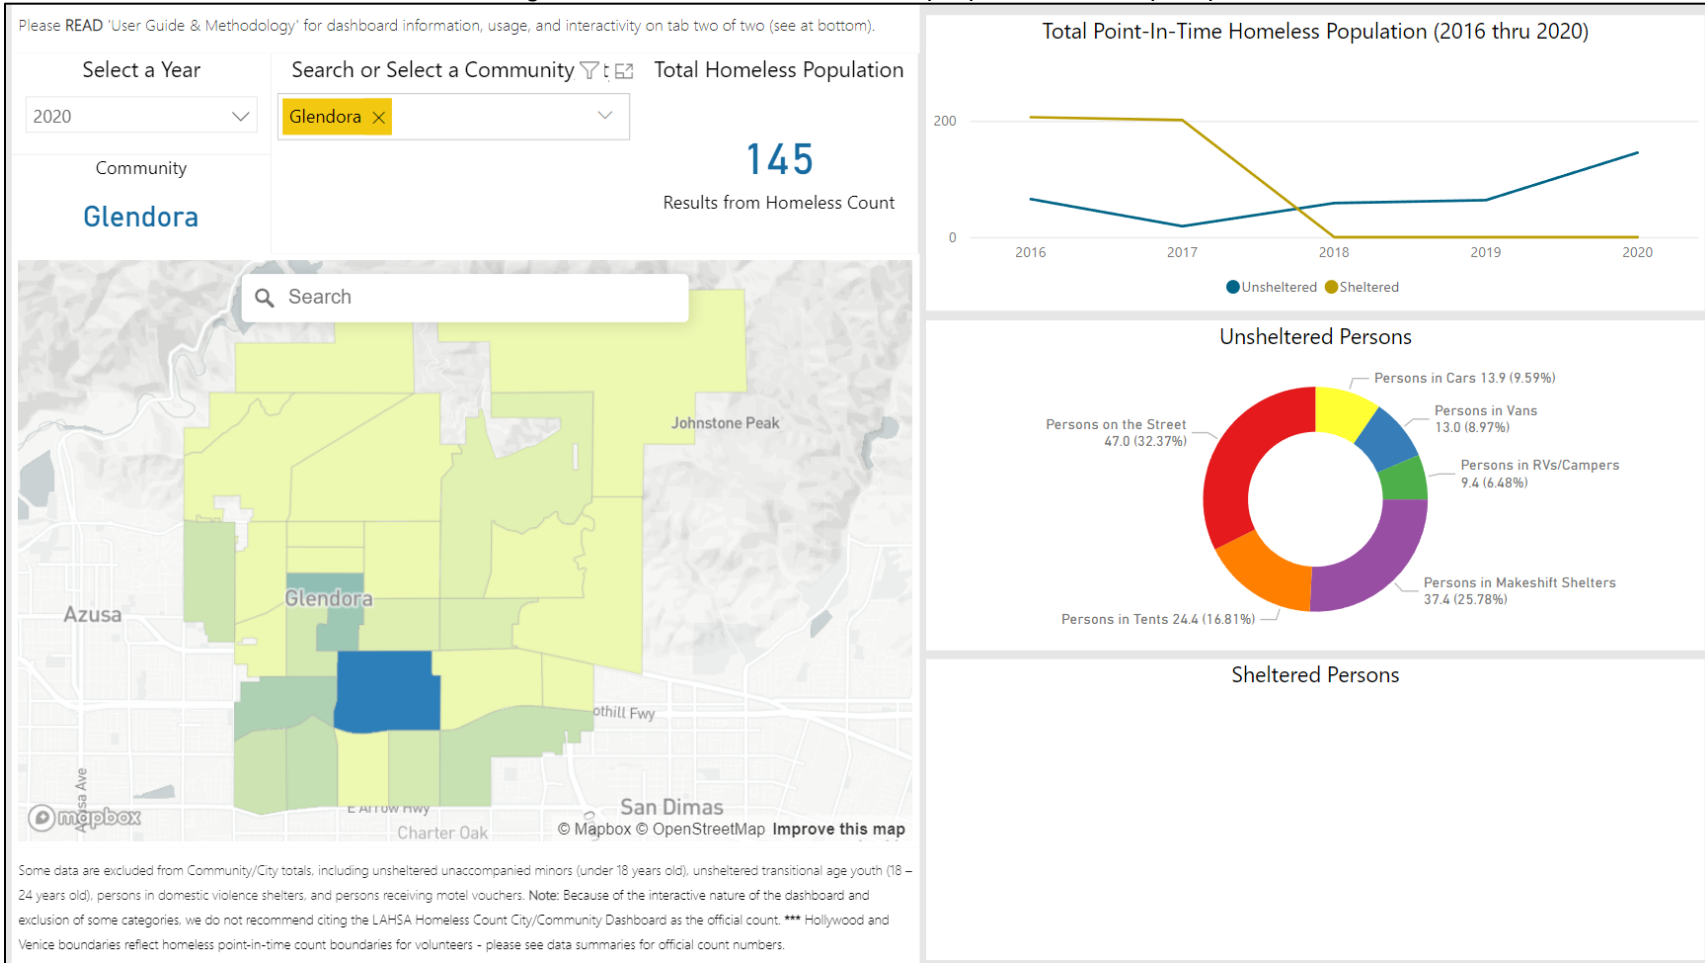 Please READ 'User Guide & Methodology' for dashboard information, usage, and interactivity on tab two of two (see at bottom).
Select a Year
2020
Search or Select a Community
Glendora
Total Homeless Population
145
Results from Homeless Count
Community
Glendora
Search
Johnstone Peak
Azusa
Glendora
othill Fwy
San Dimas
E Arrow Hwy
Charter Oak
mapbox
© Mapbox © OpenStreetMap Improve this map
Some data are excluded from Community/City totals, including unsheltered unaccompanied minors (under 18 years old), unsheltered transitional age youth (18 –
24 years old), persons in domestic violence shelters, and persons receiving motel vouchers. Note: Because of the interactive nature of the dashboard and
exclusion of some categories, we do not recommend citing the LAHSA Homeless Count City/Community Dashboard as the official count. *** Hollywood and
Venice boundaries reflect homeless point-in-time count boundaries for volunteers - please see data summaries for official count numbers.
Total Point-In-Time Homeless Population (2016 thru 2020)
200
0
2016 2017 2018 2019 2020
Unsheltered Sheltered
Unsheltered Persons
Persons in Cars 13.9 (9.59%)
Persons in Vans
13.0 (8.97%)
Persons in RVs/Campers
9.4 (6.48%)
Persons in Makeshift Shelters
37.4 (25.78%)
Persons in Tents 24.4 (16.81%)
Persons on the Street
47.0 (32.37%)
Sheltered Persons